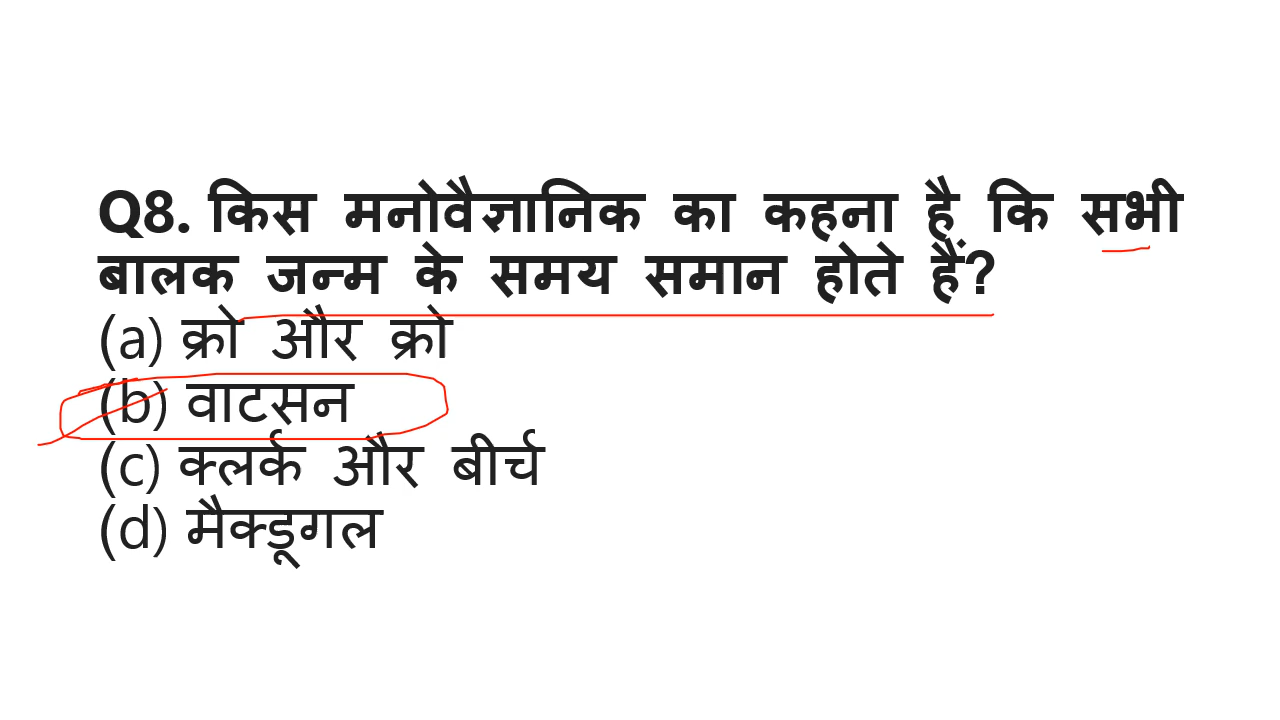 Q8. किस मनोवैज्ञानिक का कहना है कि सभी
बालक जन्म के समय समान होते हैं?
(a) क्रो और क्रो
(b) वाटसन
(c) क्लर्क और बीर्च
(d) मैक्डूगल